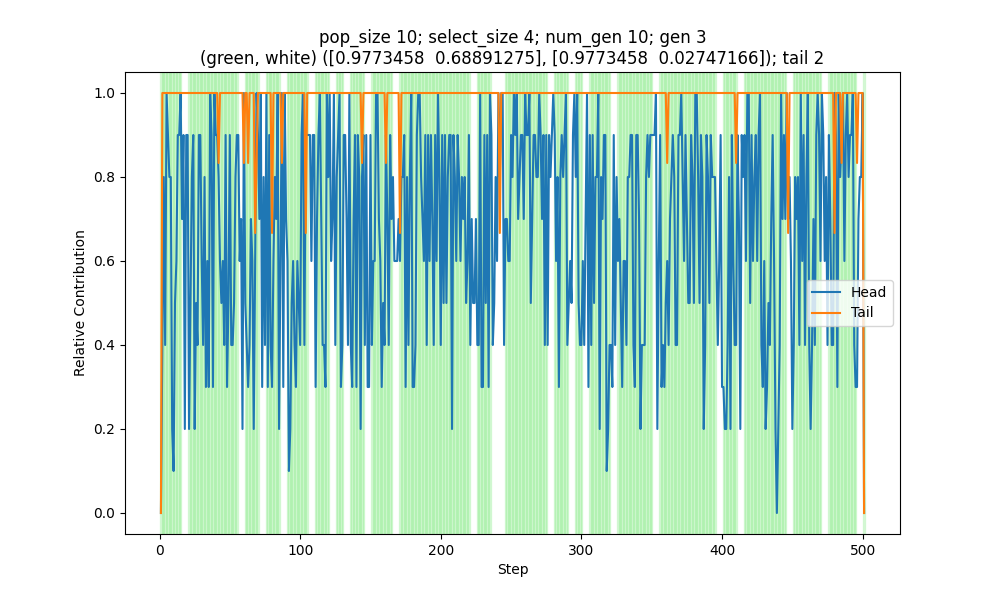 pop_size 10; select_size 4; num_gen 10; gen 3
(green, white) ([0.9773458  0.68891275], [0.9773458  0.02747166]); tail 2
1.0
0.8
0.6
0.4
0.2
0.0
Relative Contribution
Head
Tail
0
100
200
300
400
500
Step